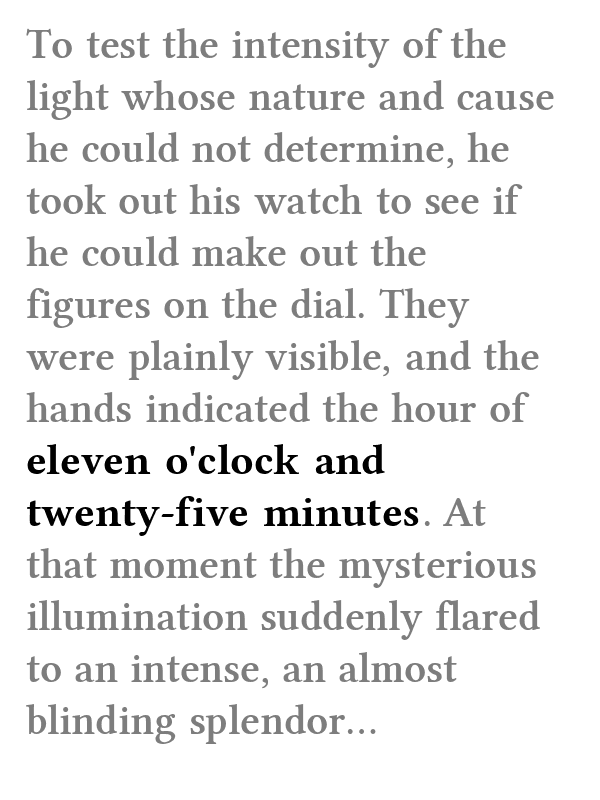 To test the intensity of the
light whose nature and cause
he could not determine, he
took out his watch to see if
he could make out the
figures on the dial. They
were plainly visible, and the
hands indicated the hour of
eleven o'clock and
twenty-five minutes. At
that moment the mysterious
illumination suddenly flared
to an intense, an almost
blinding splendor...